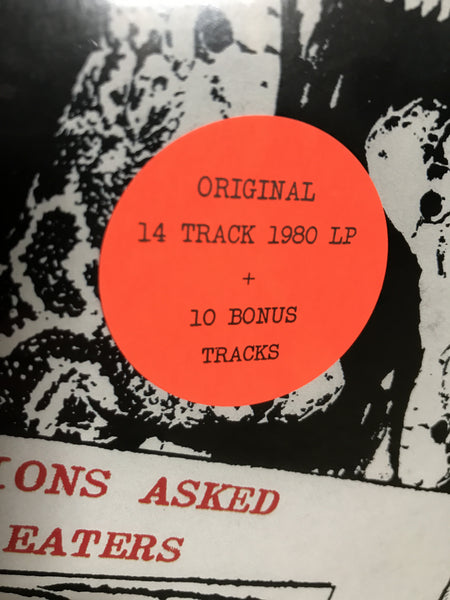 ORIGINAL
14 TRACK 1980 LP
+
10 BONUS
TRACKS
IONS ASKED
EATERS